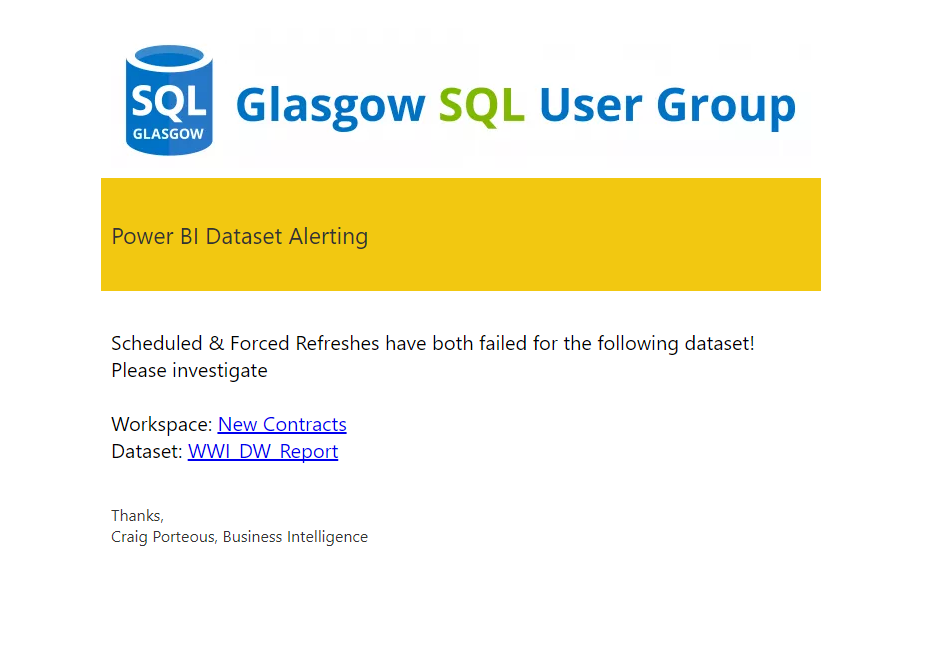 SQL
GLASGOW
Glasgow SQL User Group
Power BI Dataset Alerting
Scheduled & Forced Refreshes have both failed for the following dataset!
Please investigate
Workspace: New Contracts
Dataset: WWI_DW_Report
Thanks,
Craig Porteous, Business Intelligence